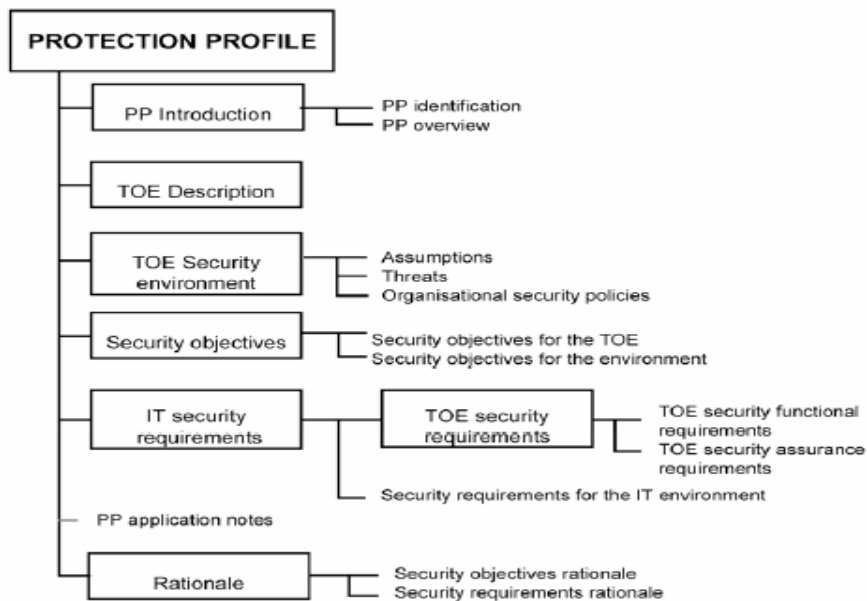 PROTECTION PROFILE
PP Introduction
PP identification
PP overview
TOE Description
TOE Security
environment
Assumptions
Threats
Organisational security policies
Security objectives
Security objectives for the TOE
Security objectives for the environment
IT security
requirements
TOE security
requirements
TOE security functional
requirements
TOE security assurance
requirements
Security requirements for the IT environment
PP application notes
Rationale
Security objectives rationale
Security requirements rationale